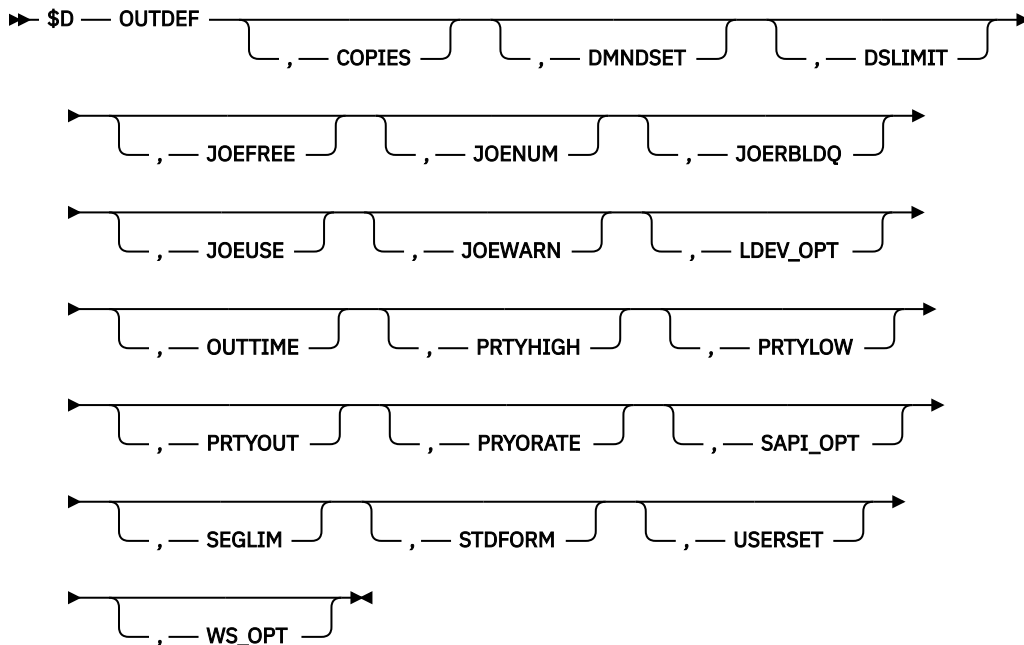 $D OUTDEF , COPIES , DMNDSET , DSLIMIT
, JOEFREE , JOENUM , JOERBLDQ
, JOEUSE , JOEWARN , LDEV_OPT
, OUTTIME , PRTYHIGH , PRTYLOW
, PRTYOUT , PRYORATE , SAPI_OPT
, SEGLIM , STDFORM , USERSET
, WS_OPT